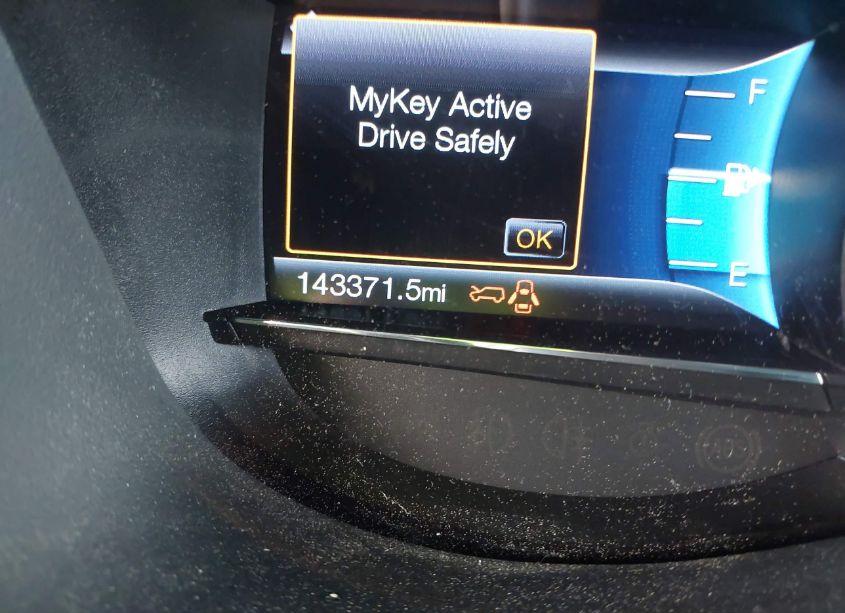 MyKey Active
Drive Safely
OK
F
E
143371.5mi